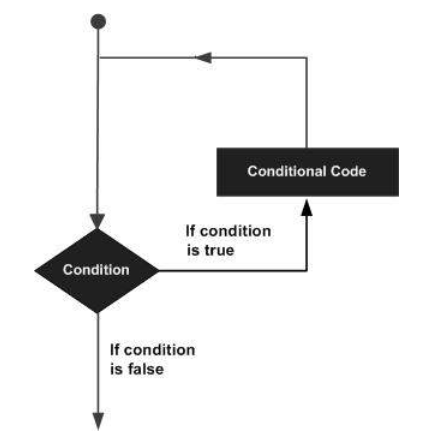 Conditional Code
If condition
is true
Condition
If condition
is false